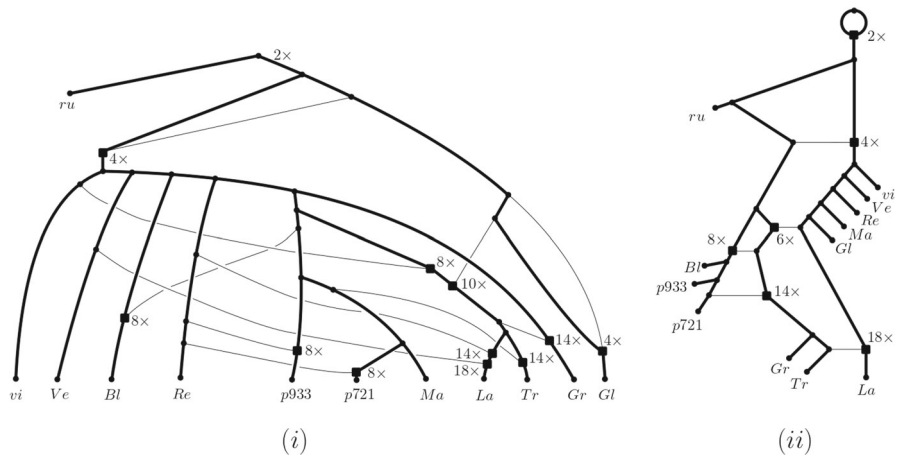 2×
ru
4×
8×
10×
8×
8×
8×
14×
18×
14×
14×
4×
vi Ve Bl Re p933 p721 Ma La Tr Gr Gl
(i)
2×
ru
4×
vi
Ve
Re
Ma
Gl
8×
6×
Bl
p933
14×
p721
18×
Gr
Tr
La
(ii)